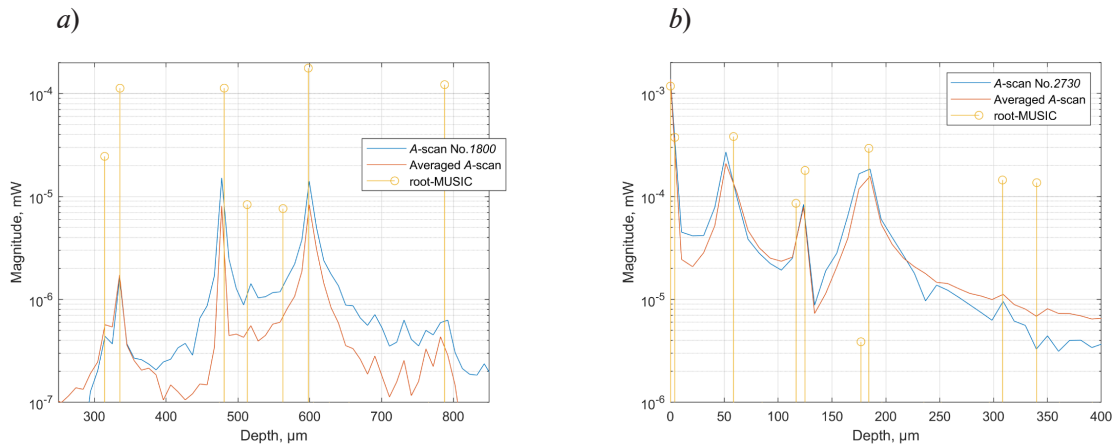 a)
10^-4
10^-5
10^-6
10^-7
Magnitude, mW
300 400 500 600 700 800
Depth, µm
A-scan No.1800
Averaged A-scan
root-MUSIC
b)
10^-3
10^-4
10^-5
10^-6
Magnitude, mW
0 50 100 150 200 250 300 350 400
Depth, µm
A-scan No.2730
Averaged A-scan
root-MUSIC